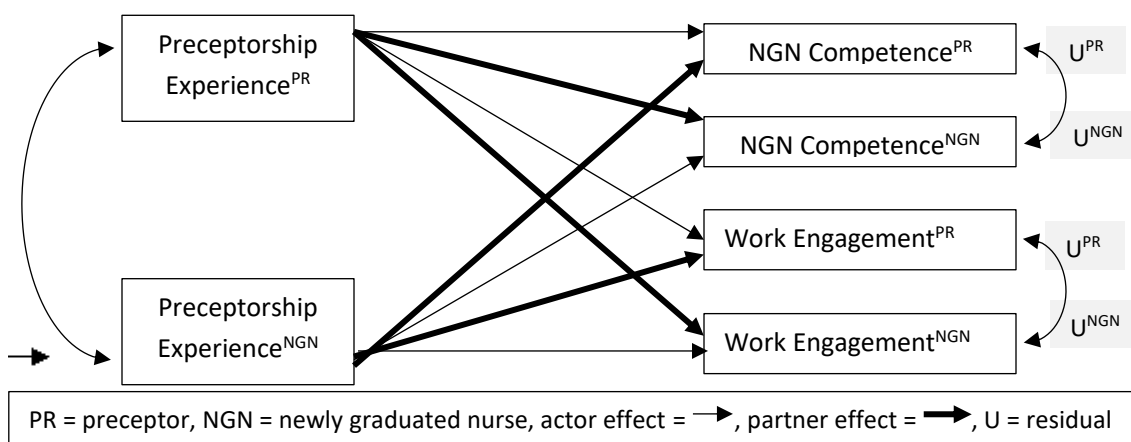 Preceptorship
Experience^PR
NGN Competence^PR
U^PR
NGN Competence^NGN
U^NGN
Work Engagement^PR
U^PR
Preceptorship
Experience^NGN
Work Engagement^NGN
U^NGN
PR = preceptor, NGN = newly graduated nurse, actor effect = →, partner effect = →, U = residual